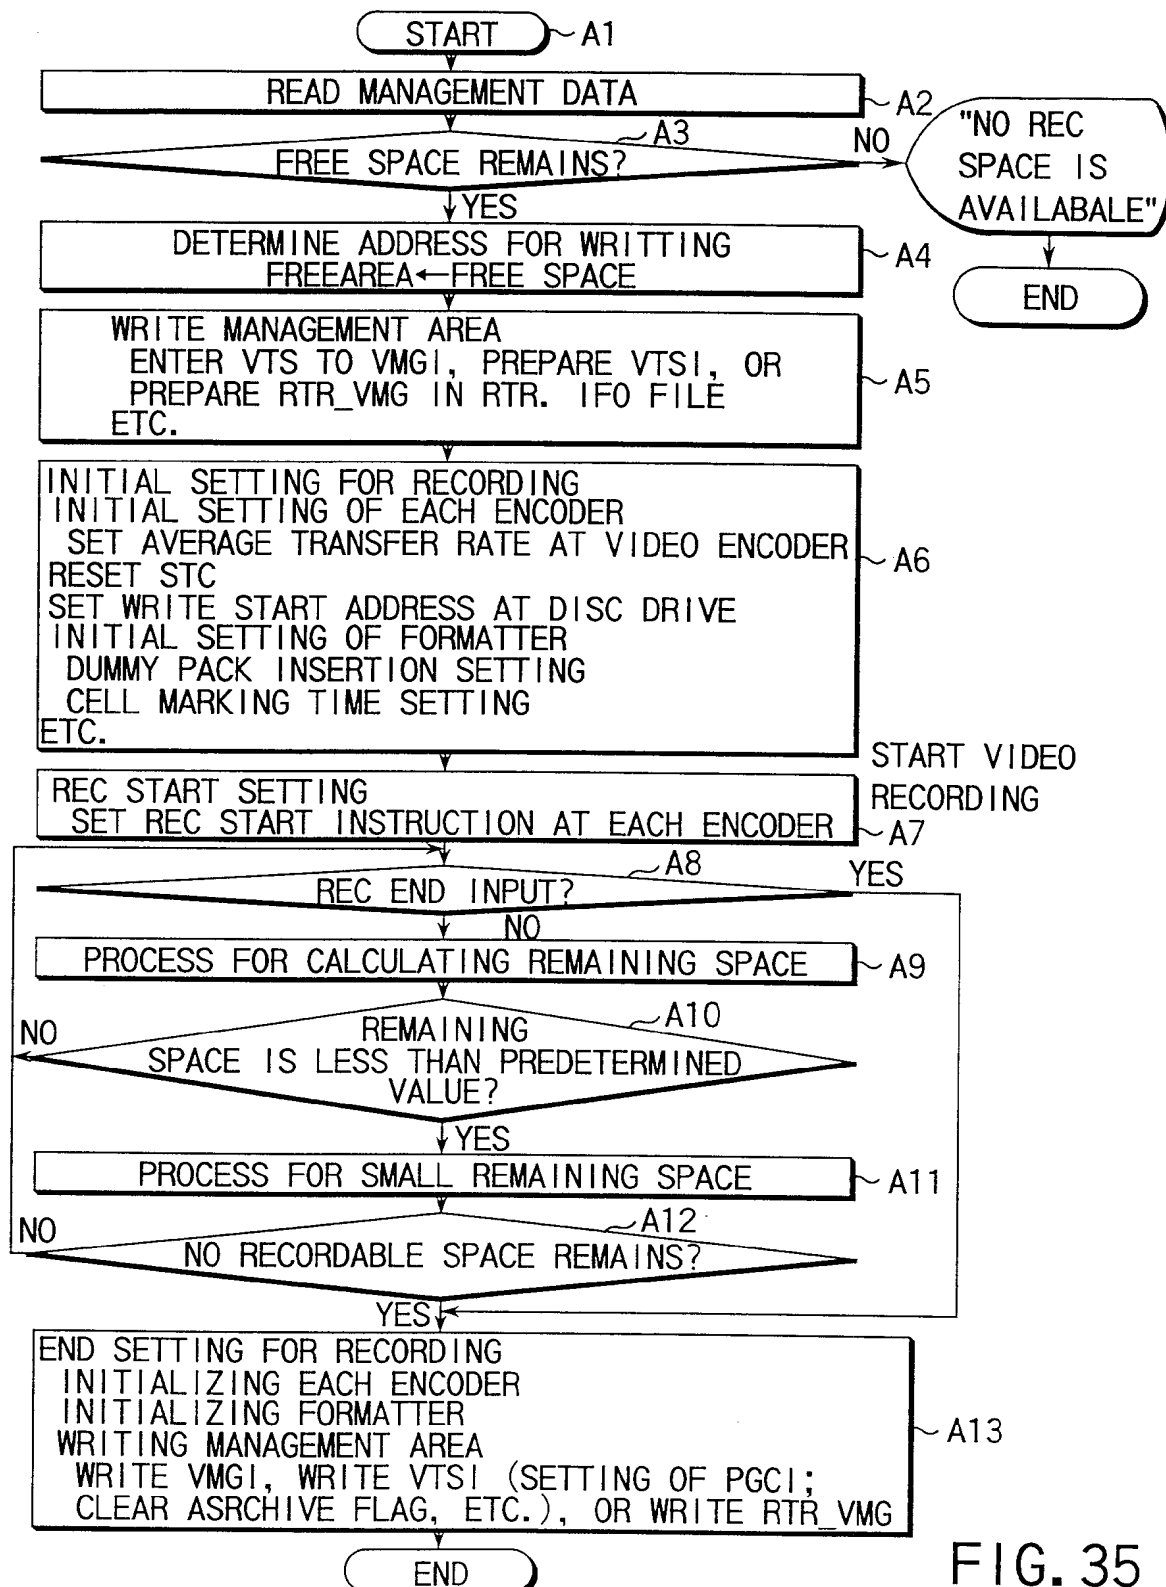 START
A1
READ MANAGEMENT DATA
A2
A3
FREE SPACE REMAINS?
NO
"NO REC
SPACE IS
AVAILABALE"
END
YES
DETERMINE ADDRESS FOR WRITTING
FREEAREA←FREE SPACE
A4
WRITE MANAGEMENT AREA
ENTER VTS TO VMGI, PREPARE VTSI, OR
PREPARE RTR_VMG IN RTR. IFO FILE
ETC.
A5
INITIAL SETTING FOR RECORDING
INITIAL SETTING OF EACH ENCODER
SET AVERAGE TRANSFER RATE AT VIDEO ENCODER
RESET STC
SET WRITE START ADDRESS AT DISC DRIVE
INITIAL SETTING OF FORMATTER
DUMMY PACK INSERTION SETTING
CELL MARKING TIME SETTING
ETC.
A6
START VIDEO
RECORDING
REC START SETTING
SET REC START INSTRUCTION AT EACH ENCODER
A7
A8
REC END INPUT?
YES
NO
PROCESS FOR CALCULATING REMAINING SPACE
A9
A10
NO
REMAINING
SPACE IS LESS THAN PREDETERMINED
VALUE?
YES
PROCESS FOR SMALL REMAINING SPACE
A11
A12
NO
NO RECORDABLE SPACE REMAINS?
YES
END SETTING FOR RECORDING
INITIALIZING EACH ENCODER
INITIALIZING FORMATTER
WRITING MANAGEMENT AREA
WRITE VMGI, WRITE VTSI (SETTING OF PGCI;
CLEAR ASRCHIVE FLAG, ETC.), OR WRITE RTR_VMG
A13
END
FIG. 35